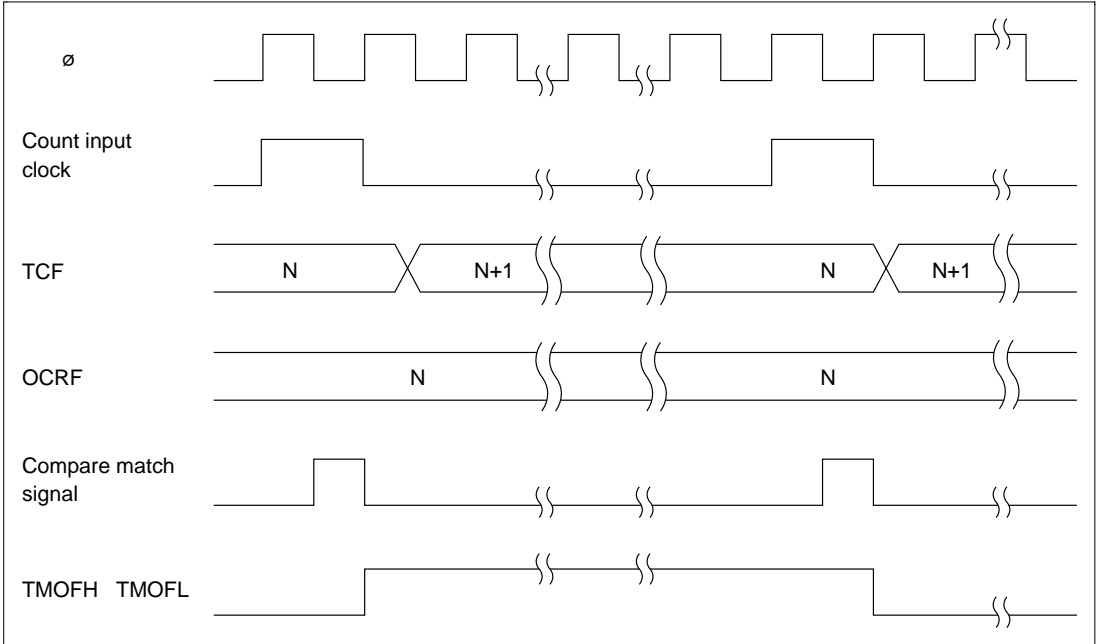 ø
Count input
clock
TCF
N
N+1
N
N+1
OCRF
N
N
Compare match
signal
TMOFH TMOFL